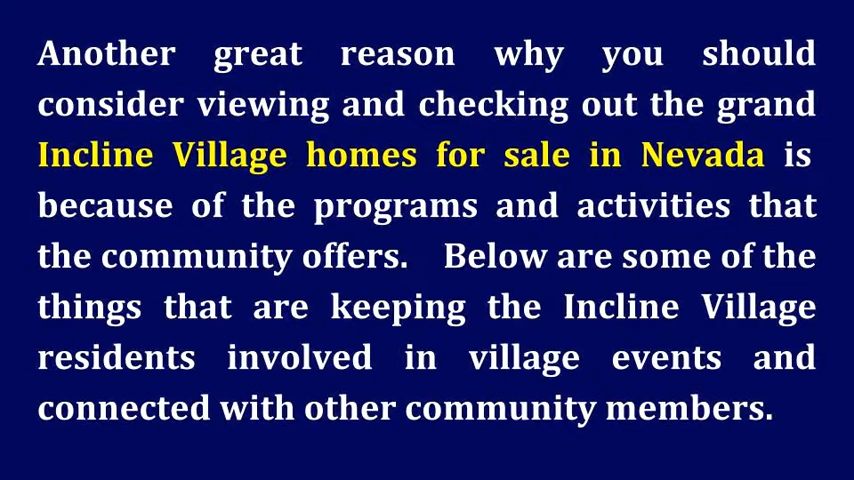 Another great reason why you should
consider viewing and checking out the grand
Incline Village homes for sale in Nevada is
because of the programs and activities that
the community offers. Below are some of the
things that are keeping the Incline Village
residents involved in village events and
connected with other community members.